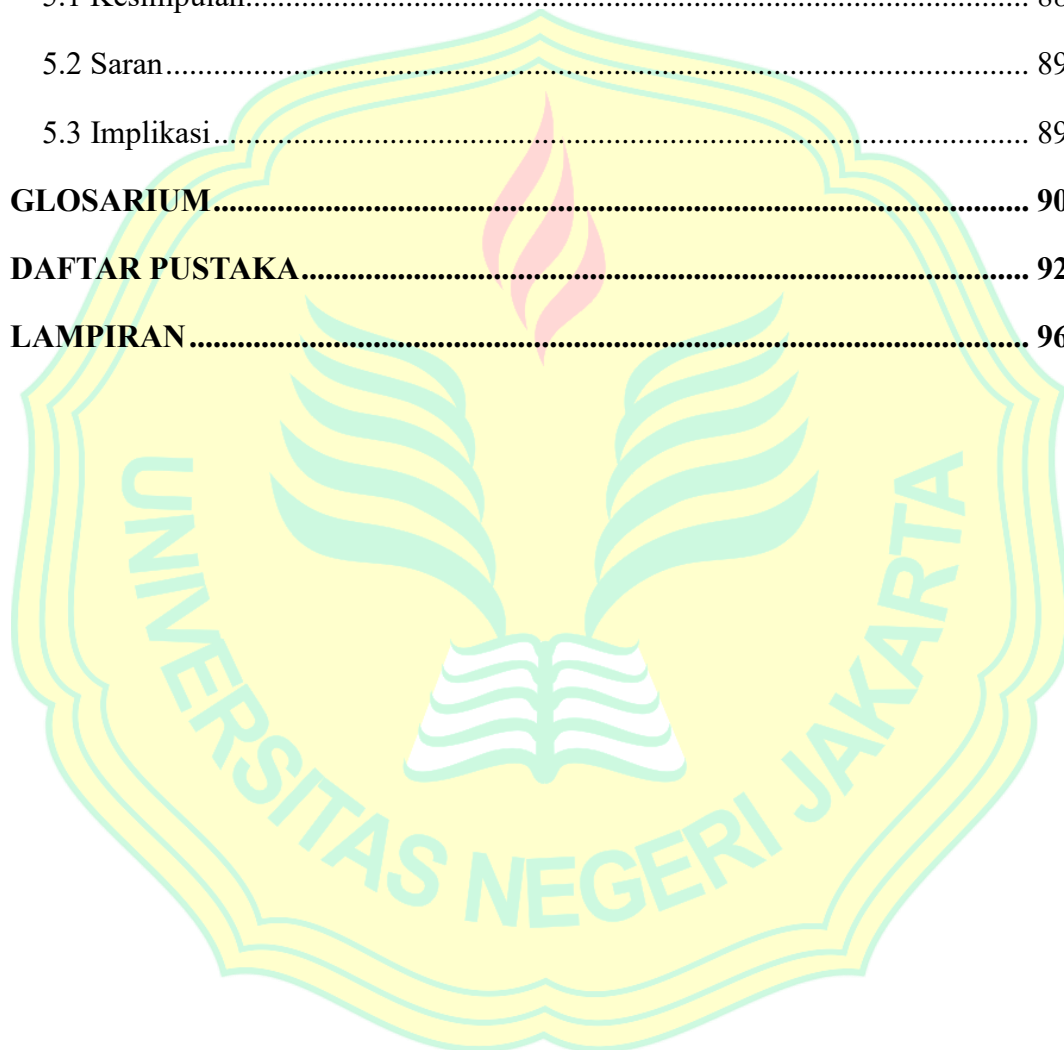 5.1 Kesimpulan.......................................................................................................... 88
5.2 Saran.................................................................................................................... 89
5.3 Implikasi.............................................................................................................. 89
GLOSARIUM........................................................................................................ 90
DAFTAR PUSTAKA............................................................................................. 92
LAMPIRAN........................................................................................................... 96
UNIVERSITAS NEGERI JAKARTA